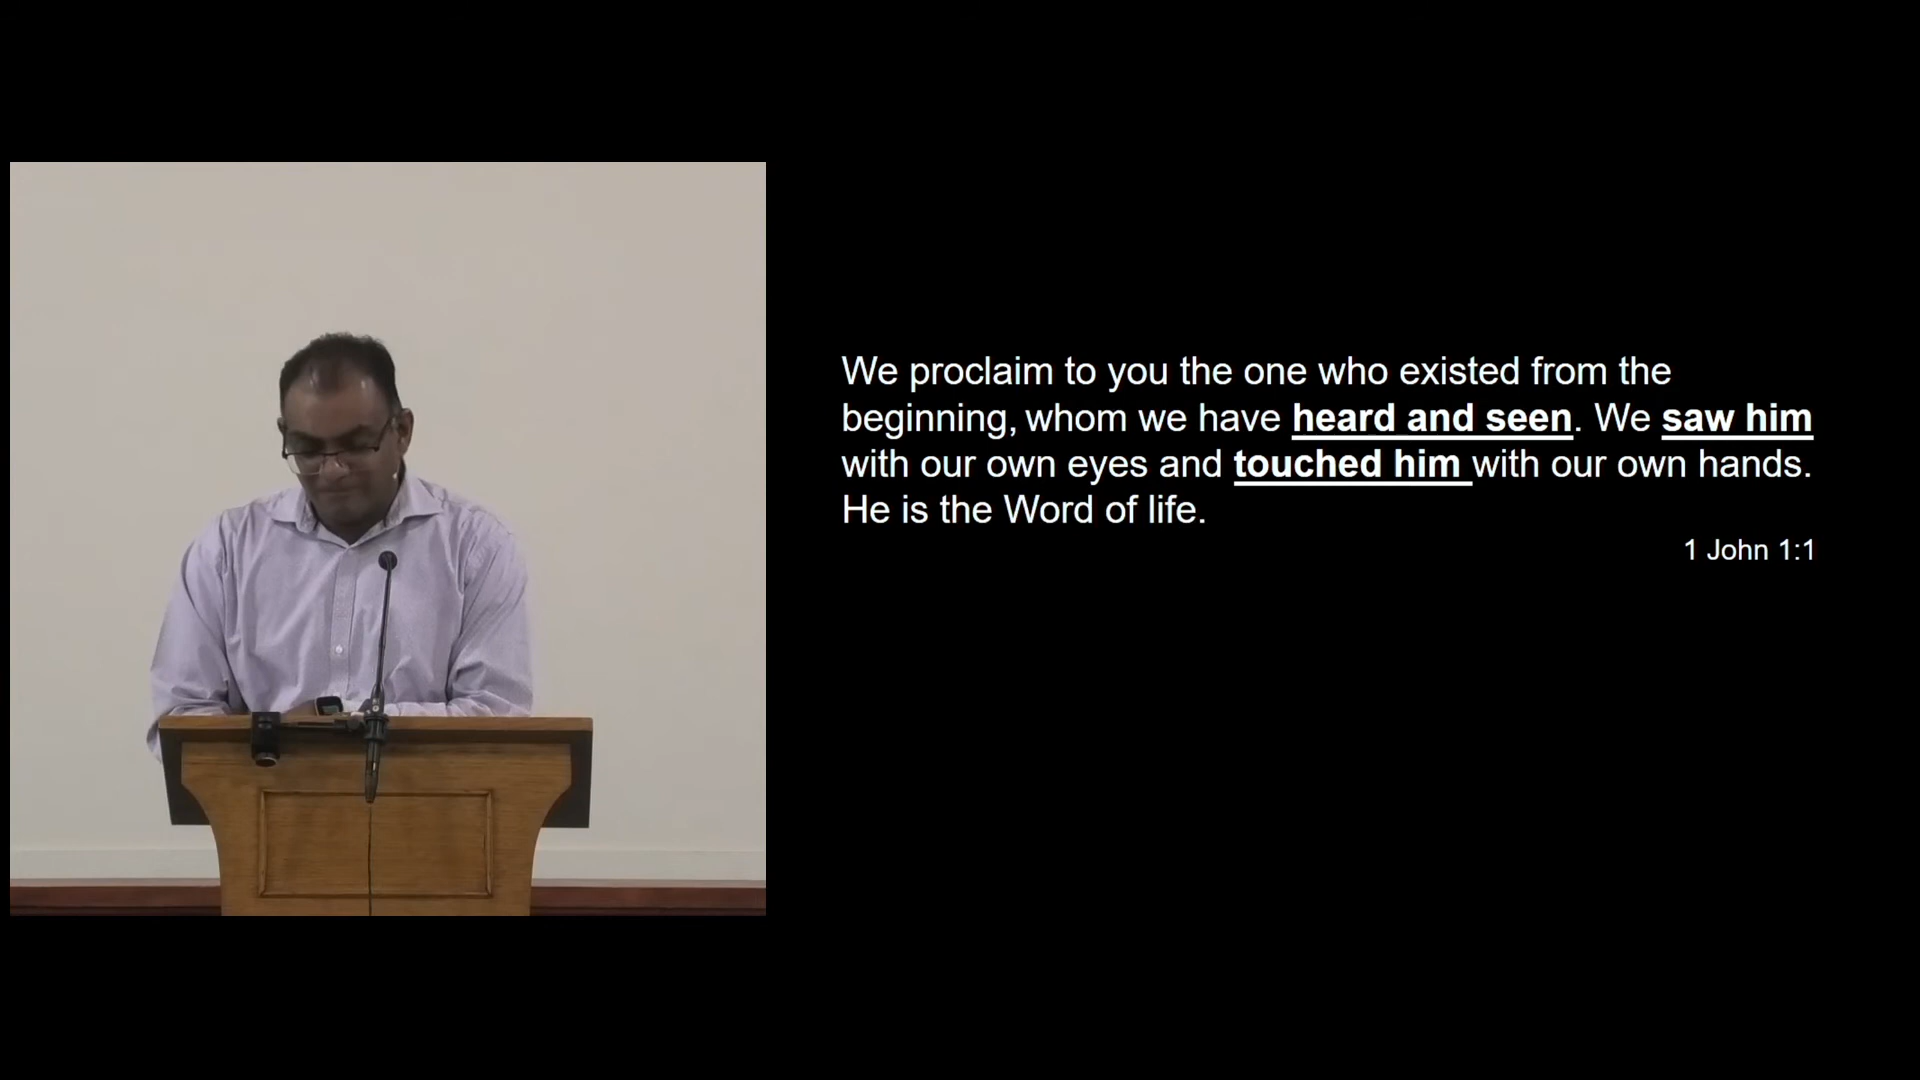 We proclaim to you the one who existed from the
beginning, whom we have heard and seen. We saw him
with our own eyes and touched him with our own hands.
He is the Word of life.
1 John 1:1